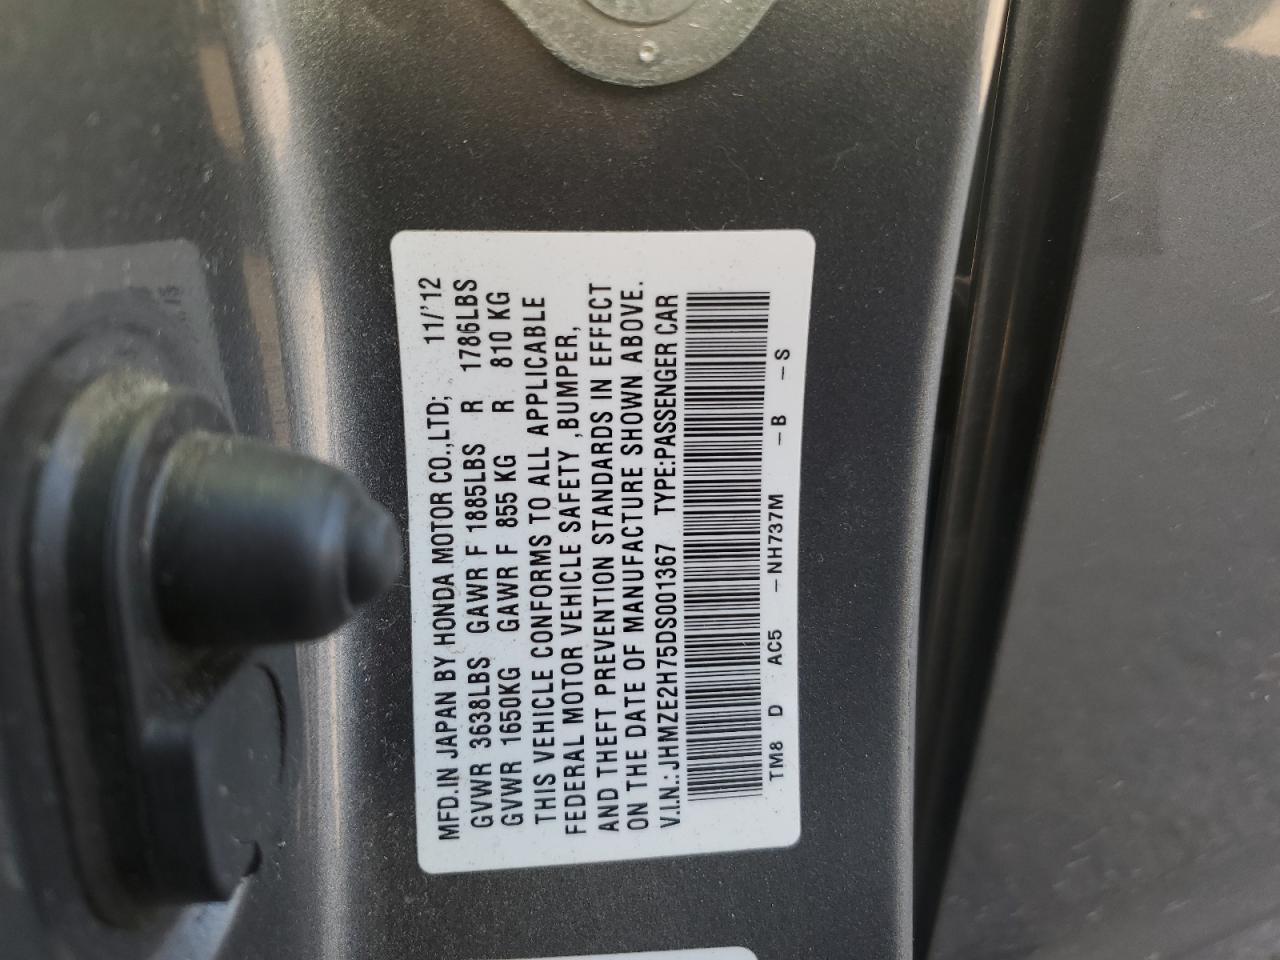 MFD.IN JAPAN BY HONDA MOTOR CO.,LTD; 11/'12
GVWR 3638LBS GAWR F 1885LBS R 1786LBS
GVWR 1650KG GAWR F 855 KG R 810 KG
THIS VEHICLE CONFORMS TO ALL APPLICABLE
FEDERAL MOTOR VEHICLE SAFETY ,BUMPER,
AND THEFT PREVENTION STANDARDS IN EFFECT
ON THE DATE OF MANUFACTURE SHOWN ABOVE.
V.I.N.:JHMZE2H75DS001367 TYPE:PASSENGER CAR
TM8 D AC5 -NH737M -B -S